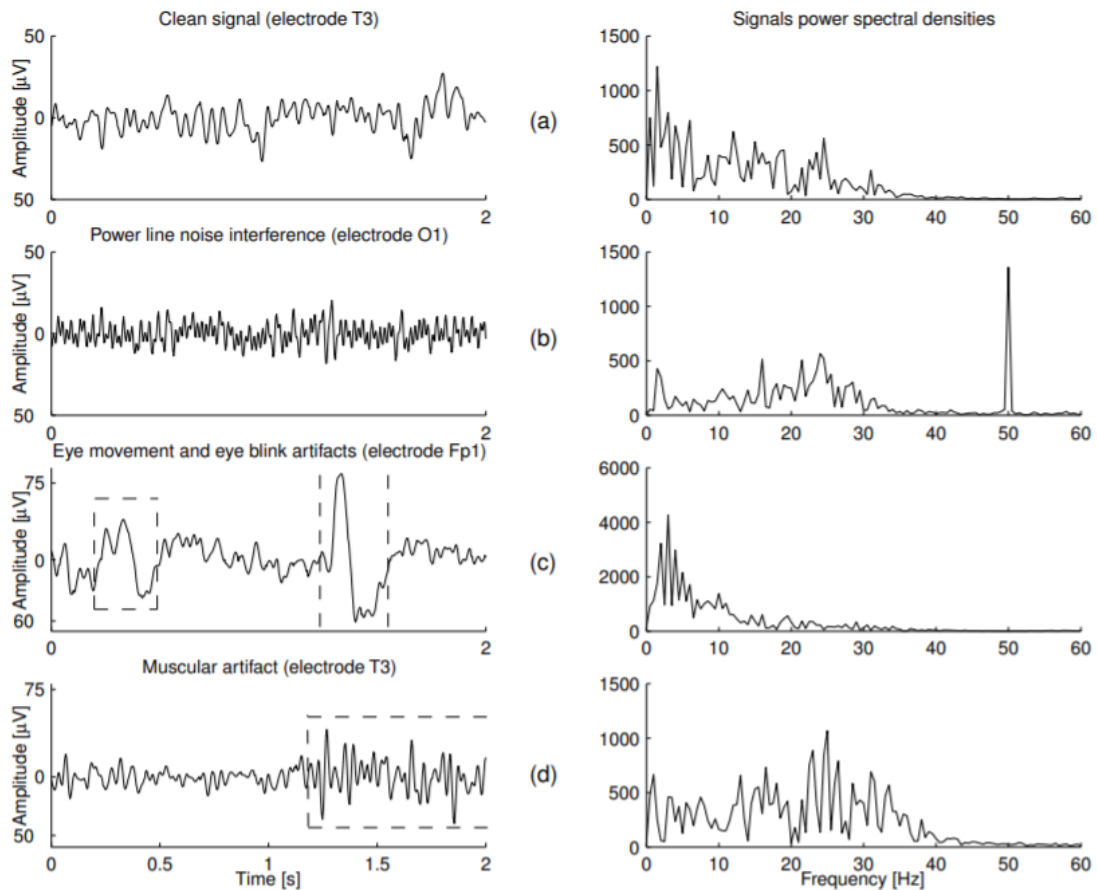 Clean signal (electrode T3)
Signals power spectral densities
50
0
50
Amplitude [µV]
0
2
(a)
1500
1000
500
0
0 10 20 30 40 50 60
Power line noise interference (electrode O1)
50
0
50
Amplitude [µV]
0
2
(b)
1500
1000
500
0
0 10 20 30 40 50 60
Eye movement and eye blink artifacts (electrode Fp1)
75
0
60
Amplitude [µV]
0
2
(c)
6000
4000
2000
0
0 10 20 30 40 50 60
Muscular artifact (electrode T3)
75
0
60
Amplitude [µV]
0 0.5 1 1.5 2
Time [s]
(d)
1500
1000
500
0
0 10 20 30 40 50 60
Frequency [Hz]